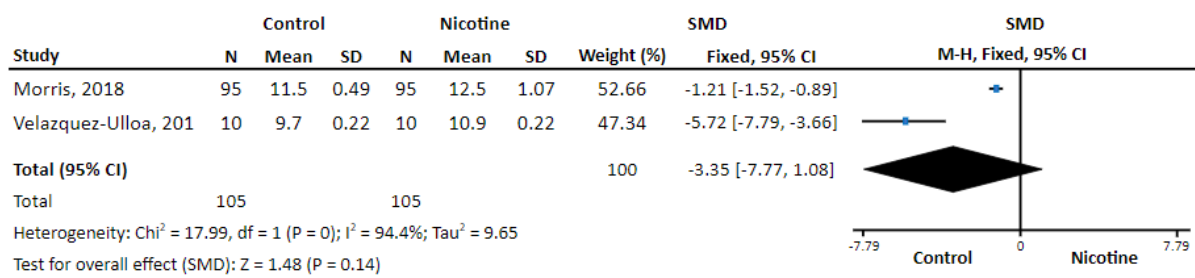 Control Nicotine SMD SMD
Study N Mean SD N Mean SD Weight (%) Fixed, 95% CI M-H, Fixed, 95% CI
Morris, 2018 95 11.5 0.49 95 12.5 1.07 52.66 -1.21 [-1.52, -0.89]
Velazquez-Ulloa, 201 10 9.7 0.22 10 10.9 0.22 47.34 -5.72 [-7.79, -3.66]
Total (95% CI) 100 -3.35 [-7.77, 1.08]
Total 105 105
Heterogeneity: Chi² = 17.99, df = 1 (P = 0); I² = 94.4%; Tau² = 9.65
Test for overall effect (SMD): Z = 1.48 (P = 0.14)
-7.79 0 7.79
Control Nicotine